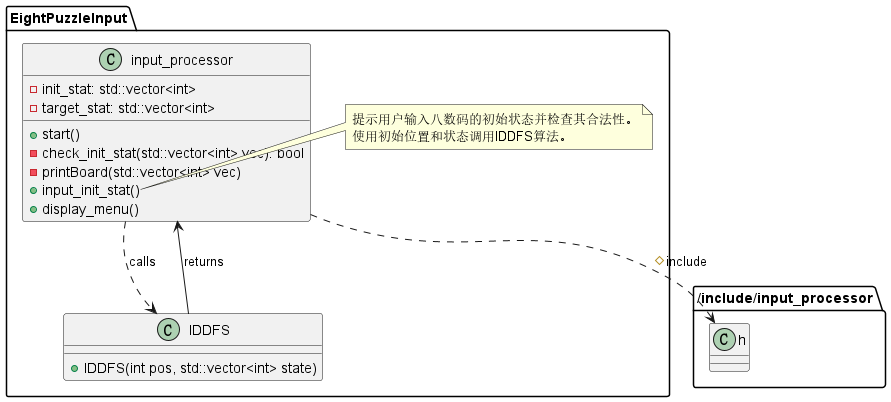 EightPuzzleInput
C input_processor
init_stat: std::vector<int>
target_stat: std::vector<int>
start()
check_init_stat(std::vector<int> vec): bool
printBoard(std::vector<int> vec)
input_init_stat()
display_menu()
提示用户输入八数码的初始状态并检查其合法性。
使用初始位置和状态调用IDDFS算法。
calls
returns
include
C IDDFS
IDDFS(int pos, std::vector<int> state)
/include/input_processor
C h